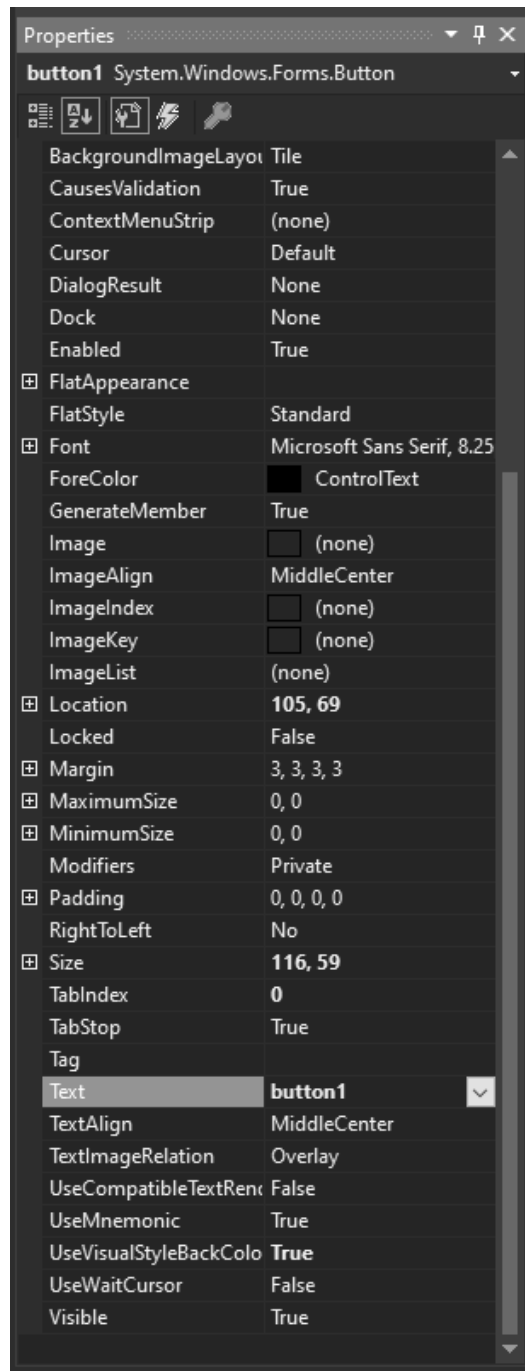 Properties
button1 System.Windows.Forms.Button
BackgroundImageLayou Tile
CausesValidation True
ContextMenuStrip (none)
Cursor Default
DialogResult None
Dock None
Enabled True
FlatAppearance
FlatStyle Standard
Font Microsoft Sans Serif, 8.25
ForeColor ControlText
GenerateMember True
Image (none)
ImageAlign MiddleCenter
ImageIndex (none)
ImageKey (none)
ImageList (none)
Location 105, 69
Locked False
Margin 3, 3, 3, 3
MaximumSize 0, 0
MinimumSize 0, 0
Modifiers Private
Padding 0, 0, 0, 0
RightToLeft No
Size 116, 59
TabIndex 0
TabStop True
Tag
Text button1
TextAlign MiddleCenter
TextImageRelation Overlay
UseCompatibleTextRen False
UseMnemonic True
UseVisualStyleBackColo True
UseWaitCursor False
Visible True